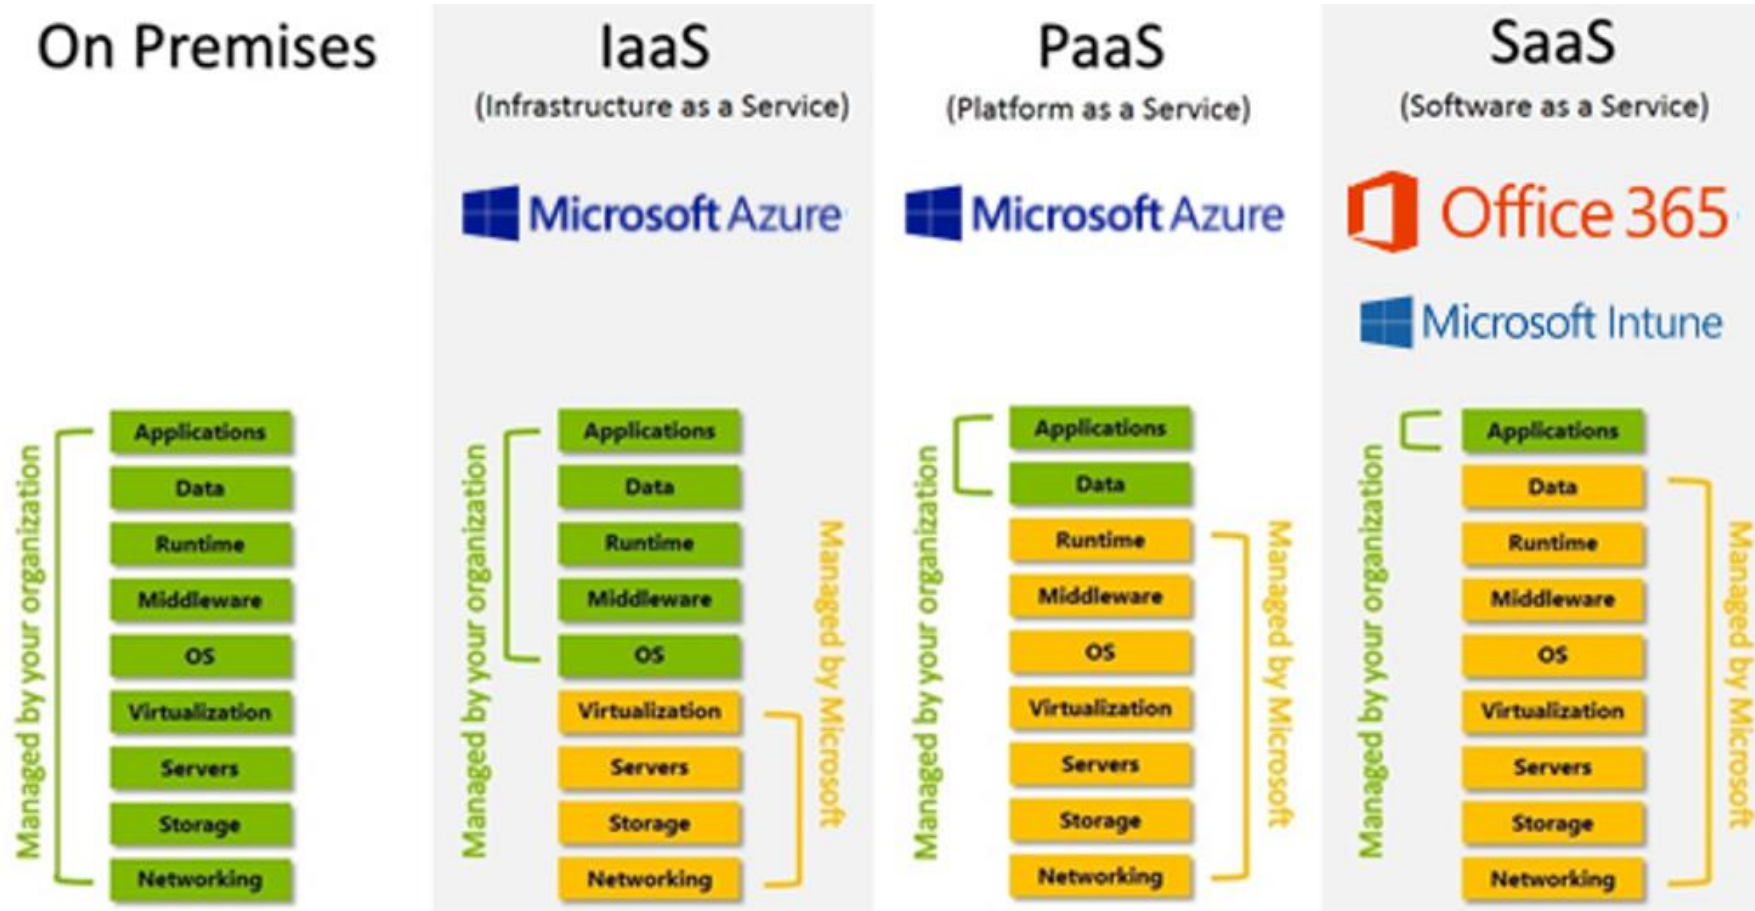 On Premises
Managed by your organization
Applications
Data
Runtime
Middleware
OS
Virtualization
Servers
Storage
Networking
IaaS
(Infrastructure as a Service)
Microsoft Azure
Managed by your organization
Applications
Data
Runtime
Middleware
OS
Virtualization
Servers
Storage
Networking
Managed by Microsoft
PaaS
(Platform as a Service)
Microsoft Azure
Managed by your organization
Applications
Data
Runtime
Middleware
OS
Virtualization
Servers
Storage
Networking
Managed by Microsoft
SaaS
(Software as a Service)
Office 365
Microsoft Intune
Managed by your organization
Applications
Data
Runtime
Middleware
OS
Virtualization
Servers
Storage
Networking
Managed by Microsoft